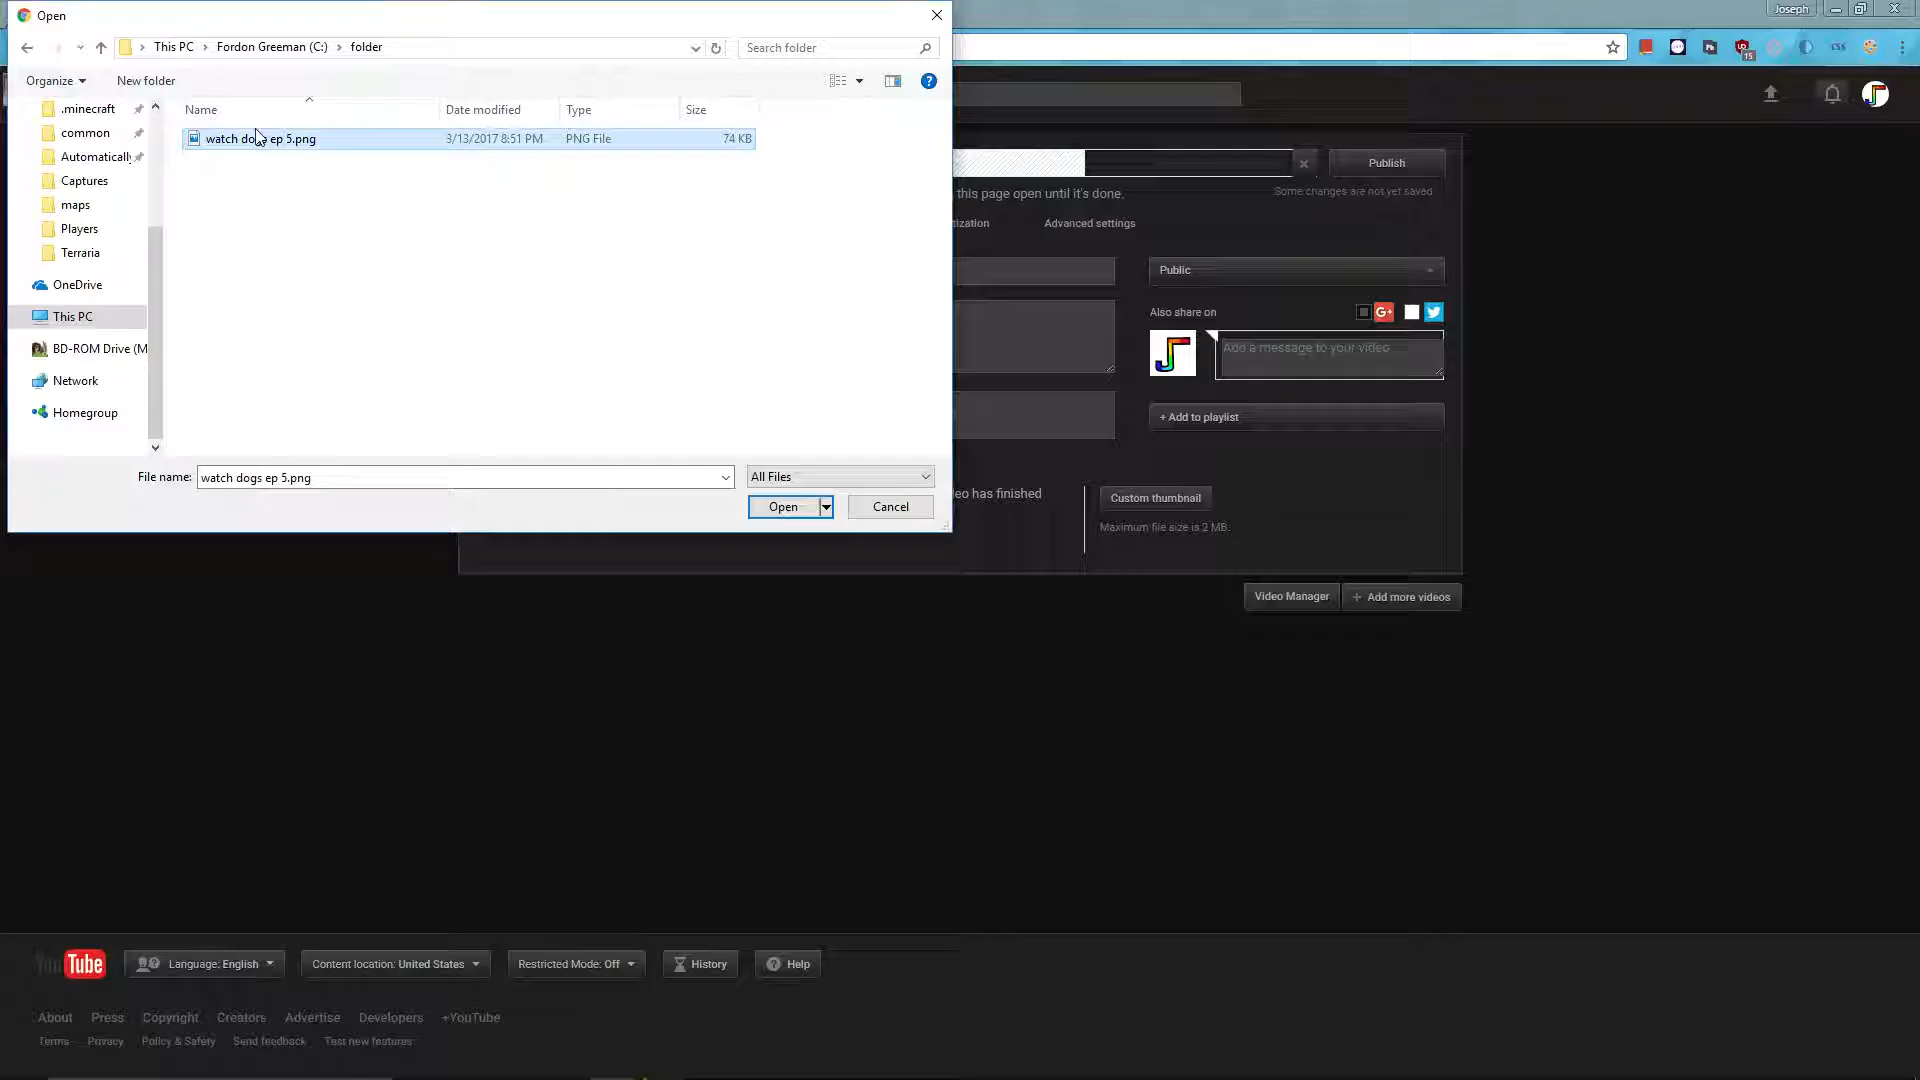 Open
Joseph
This PC > Fordon Greeman (C:) > folder
Search folder
Organize
New folder
Name
Date modified
Type
Size
watch dogs ep 5.png
3/13/2017 8:51 PM
PNG File
74 KB
.minecraft
common
Automatically
Captures
maps
Players
Terraria
OneDrive
This PC
BD-ROM Drive (M
Network
Homegroup
File name:
watch dogs ep 5.png
All Files
Open
Cancel
Publish
this page open until it's done.
Some changes are not yet saved
tization
Advanced settings
Public
Also share on
G+
Add a message to your video
+ Add to playlist
eo has finished
Custom thumbnail
Maximum file size is 2 MB.
Video Manager
+ Add more videos
YouTube
Language: English
Content location: United States
Restricted Mode: Off
History
Help
About
Press
Copyright
Creators
Advertise
Developers
+YouTube
Terms
Privacy
Policy & Safety
Send feedback
Test new features